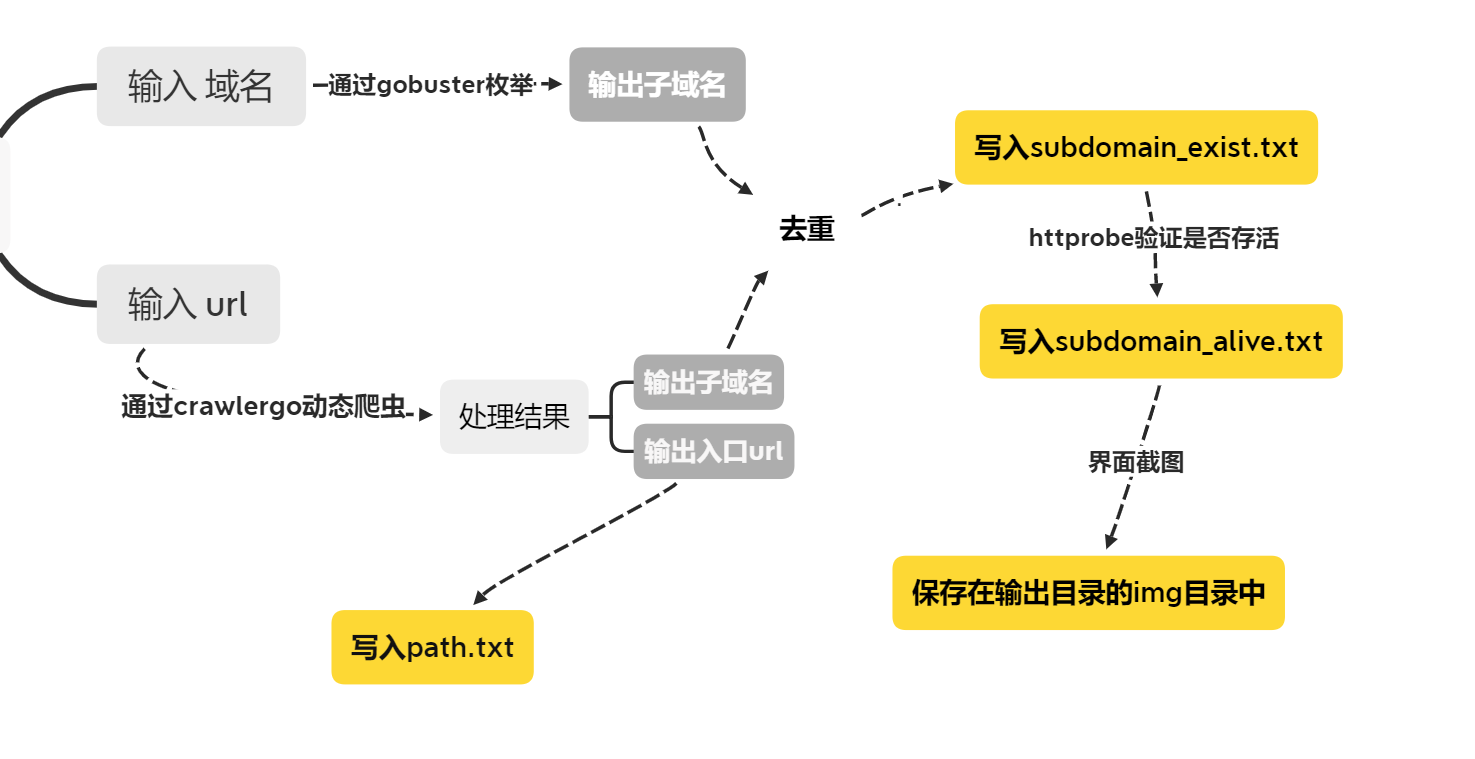 输入 域名
通过gobuster枚举
输出子域名
写入subdomain_exist.txt
去重
httprobe验证是否存活
输入 url
写入subdomain_alive.txt
通过crawlergo动态爬虫
处理结果
输出子域名
输出入口url
界面截图
保存在输出目录的img目录中
写入path.txt